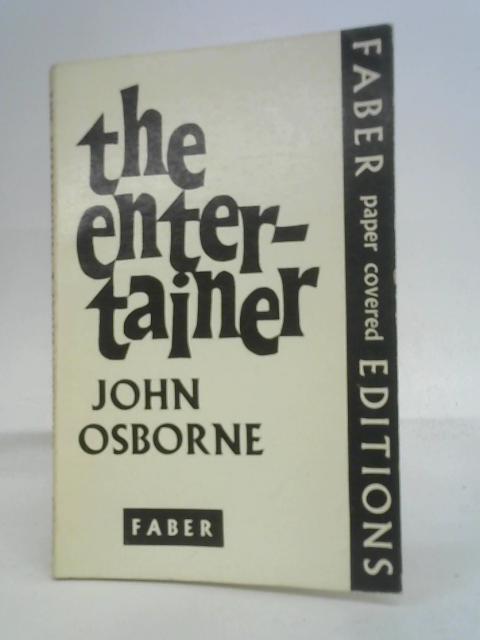 the
enter-
tainer
JOHN
OSBORNE
FABER
FABER paper covered EDITIONS